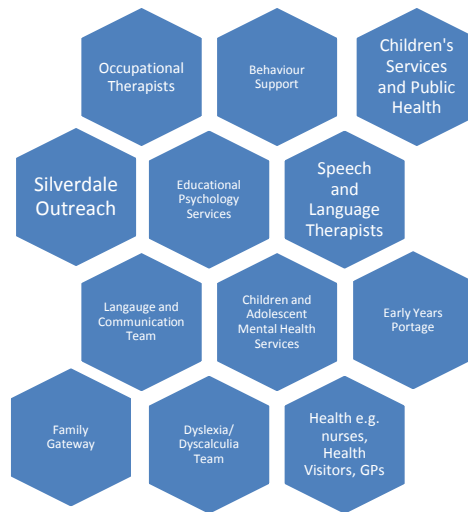 Occupational
Therapists
Behaviour
Support
Children's
Services
and Public
Health
Silverdale
Outreach
Educational
Psychology
Services
Speech
and
Language
Therapists
Langauge and
Communication
Team
Children and
Adolescent
Mental Health
Services
Early Years
Portage
Family
Gateway
Dyslexia/
Dyscalculia
Team
Health e.g.
nurses,
Health
Visitors, GPs